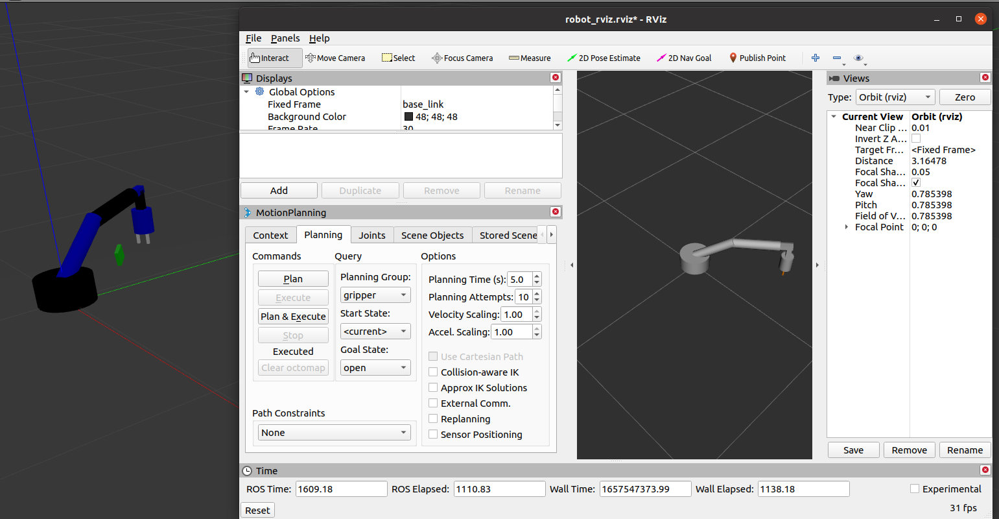 robot_rviz.rviz* - RViz
File Panels Help
Interact Move Camera Select Focus Camera Measure 2D Pose Estimate 2D Nav Goal Publish Point
Displays
Global Options
Fixed Frame base_link
Background Color 48; 48; 48
Frame Rate 30
Add Duplicate Remove Rename
MotionPlanning
Context Planning Joints Scene Objects Stored Scene
Commands
Plan
Execute
Plan & Execute
Stop
Executed
Clear octomap
Query
Planning Group:
gripper
Start State:
<current>
Goal State:
open
Options
Planning Time (s): 5.0
Planning Attempts: 10
Velocity Scaling: 1.00
Accel. Scaling: 1.00
Use Cartesian Path
Collision-aware IK
Approx IK Solutions
External Comm.
Replanning
Sensor Positioning
Path Constraints
None
Views
Type: Orbit (rviz) Zero
Current View Orbit (rviz)
Near Clip ... 0.01
Invert Z A...
Target Fr... <Fixed Frame>
Distance 3.16478
Focal Sha... 0.05
Focal Sha...
Yaw 0.785398
Pitch 0.785398
Field of V... 0.785398
Focal Point 0; 0; 0
Save Remove Rename
Time
ROS Time: 1609.18 ROS Elapsed: 1110.83 Wall Time: 1657547373.99 Wall Elapsed: 1138.18 Experimental
Reset 31 fps